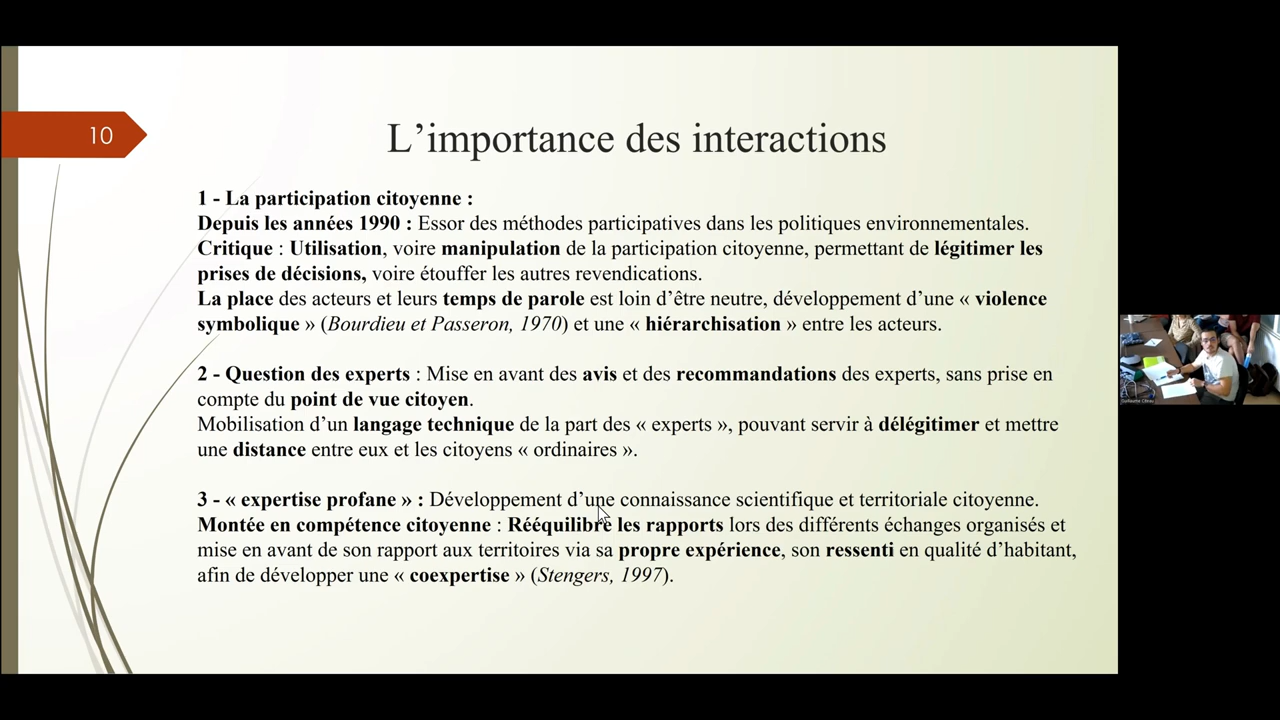 10
L’importance des interactions
1 - La participation citoyenne :
Depuis les années 1990 : Essor des méthodes participatives dans les politiques environnementales.
Critique : Utilisation, voire manipulation de la participation citoyenne, permettant de légitimer les
prises de décisions, voire étouffer les autres revendications.
La place des acteurs et leurs temps de parole est loin d’être neutre, développement d’une « violence
symbolique » (Bourdieu et Passeron, 1970) et une « hiérarchisation » entre les acteurs.
2 - Question des experts : Mise en avant des avis et des recommandations des experts, sans prise en
compte du point de vue citoyen.
Mobilisation d’un langage technique de la part des « experts », pouvant servir à délégitimer et mettre
une distance entre eux et les citoyens « ordinaires ».
3 - « expertise profane » : Développement d’une connaissance scientifique et territoriale citoyenne.
Montée en compétence citoyenne : Rééquilibre les rapports lors des différents échanges organisés et
mise en avant de son rapport aux territoires via sa propre expérience, son ressenti en qualité d’habitant,
afin de développer une « coexpertise » (Stengers, 1997).